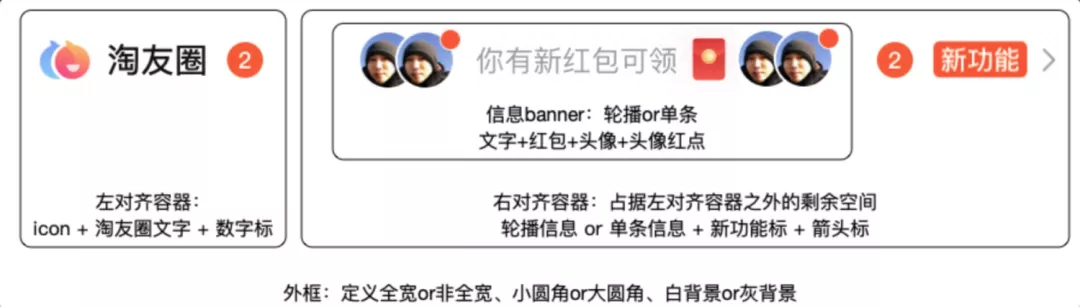 淘友圈 2
你有新红包可领
2 新功能
信息banner：轮播or单条
文字+红包+头像+头像红点
左对齐容器：
icon + 淘友圈文字 + 数字标
右对齐容器：占据左对齐容器之外的剩余空间
轮播信息 or 单条信息 + 新功能标 + 箭头标
外框：定义全宽or非全宽、小圆角or大圆角、白背景or灰背景